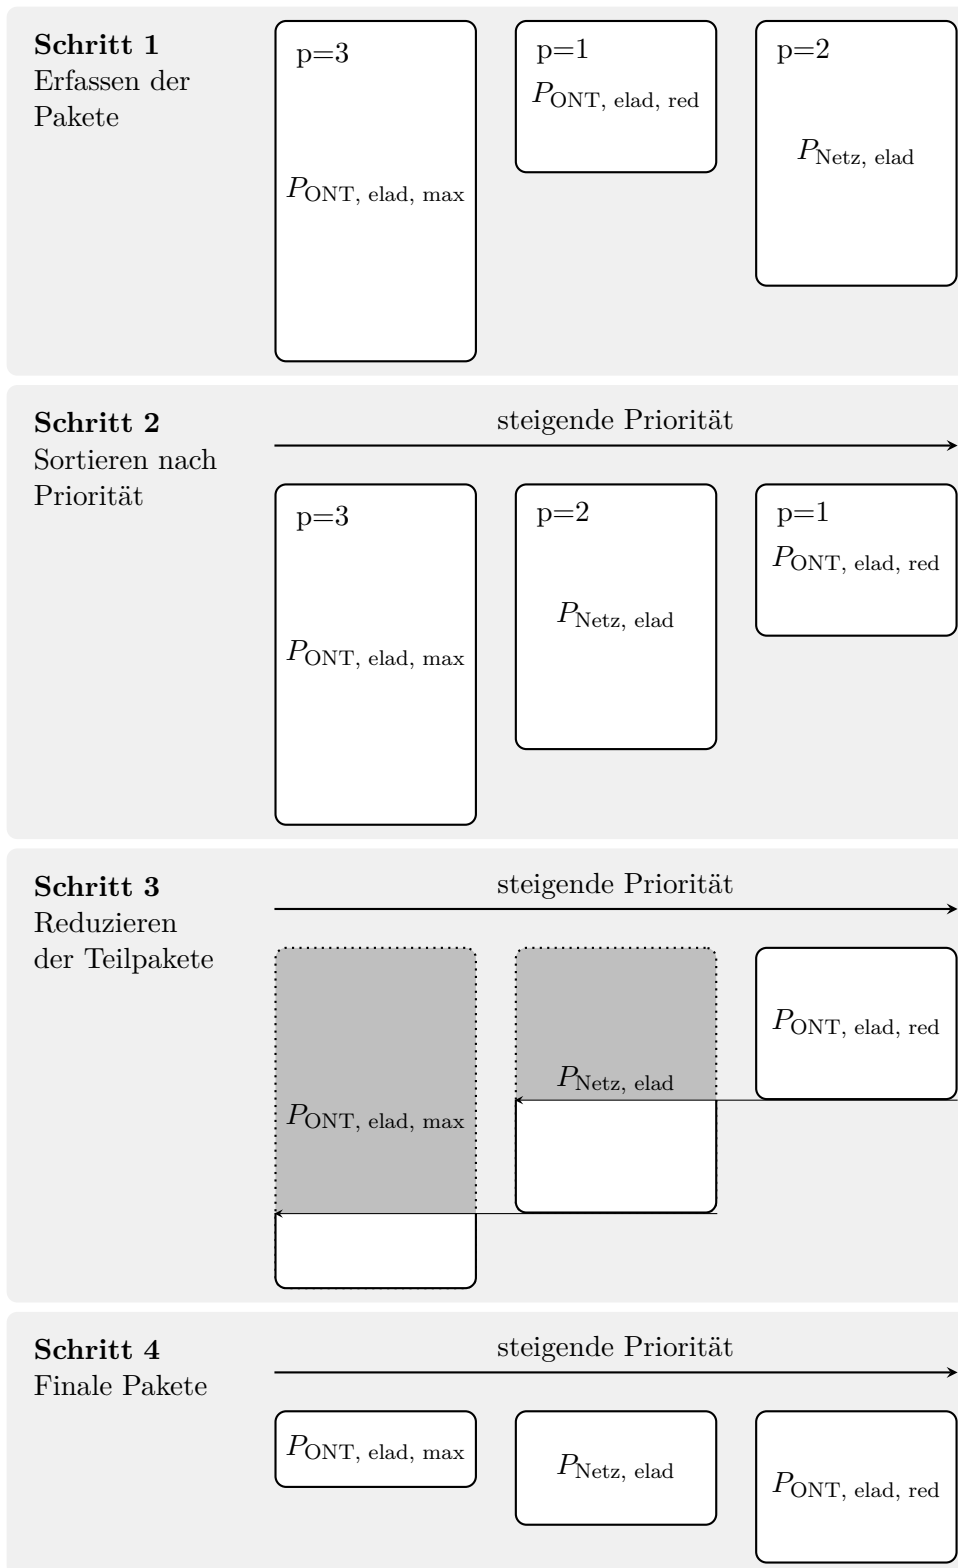 Schritt 1
Erfassen der
Pakete
p=3
P_ONT, elad, max
p=1
P_ONT, elad, red
p=2
P_Netz, elad
Schritt 2
Sortieren nach
Priorität
steigende Priorität
p=3
P_ONT, elad, max
p=2
P_Netz, elad
p=1
P_ONT, elad, red
Schritt 3
Reduzieren
der Teilpakete
steigende Priorität
P_ONT, elad, max
P_Netz, elad
P_ONT, elad, red
Schritt 4
Finale Pakete
steigende Priorität
P_ONT, elad, max
P_Netz, elad
P_ONT, elad, red